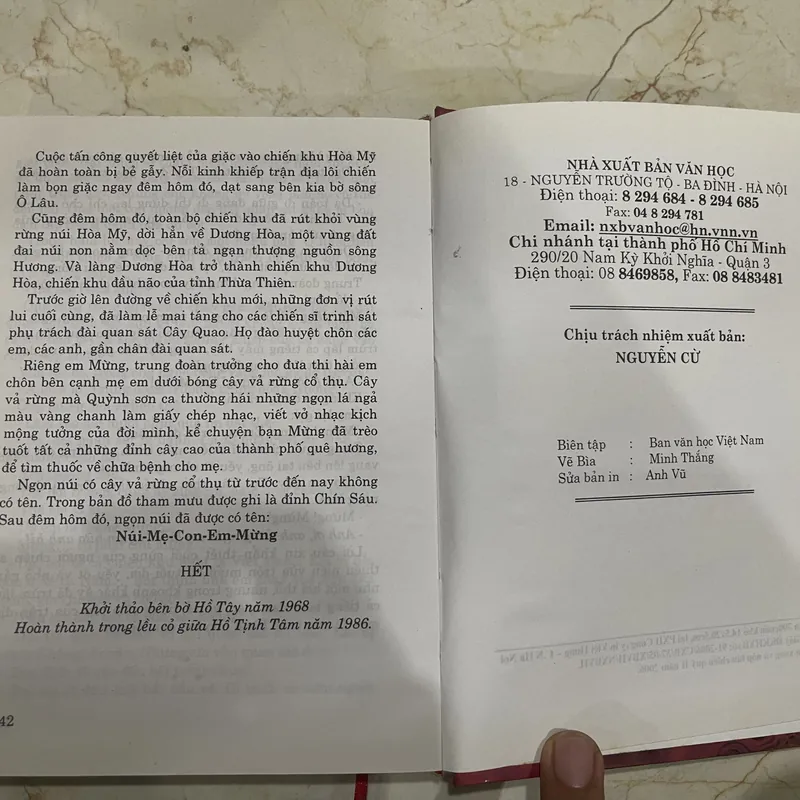 Cuộc tấn công quyết liệt của giặc vào chiến khu Hòa Mỹ
đã hoàn toàn bị bẻ gẫy. Nỗi kinh khiếp trận địa lôi chiến
làm bọn giặc ngay đêm hôm đó, dạt sang bên kia bờ sông
Ô Lâu.
Cũng đêm hôm đó, toàn bộ chiến khu đã rút khỏi vùng
rừng núi Hòa Mỹ, dời hẳn về Dương Hòa, một vùng đất
đai núi non nằm dọc bên tả ngạn thượng nguồn sông
Hương. Và làng Dương Hòa trở thành chiến khu Dương
Hòa, chiến khu đầu não của tỉnh Thừa Thiên.
Trước giờ lên đường về chiến khu mới, những đơn vị rút
lui cuối cùng, đã làm lễ mai táng cho các chiến sĩ trinh sát
phụ trách đài quan sát Cây Quao. Họ đào huyệt chôn các
em, các anh, gần chân đài quan sát.
Riêng em Mừng, trung đoàn trưởng cho đưa thi hài em
chôn bên cạnh mẹ em dưới bóng cây vả rừng cổ thụ. Cây
vả rừng mà Quỳnh sơn ca thường hái những ngọn lá ngả
màu vàng chanh làm giấy chép nhạc, viết vở nhạc kịch
mộng tưởng của đời mình, kể chuyện bạn Mừng đã trèo
tuốt tất cả những đỉnh cây cao của thành phố quê hương,
để tìm thuốc về chữa bệnh cho mẹ.
Ngọn núi có cây vả rừng cổ thụ từ trước đến nay không
có tên. Trong bản đồ tham mưu được ghi là đỉnh Chín Sáu.
Sau đêm hôm đó, ngọn núi đã được có tên:
Núi-Mẹ-Con-Em-Mừng
HẾT
Khởi thảo bên bờ Hồ Tây năm 1968
Hoàn thành trong lều cỏ giữa Hồ Tịnh Tâm năm 1986.
42
NHÀ XUẤT BẢN VĂN HỌC
18 - NGUYỄN TRƯỜNG TỘ - BA ĐÌNH - HÀ NỘI
Điện thoại: 8 294 684 - 8 294 685
Fax: 04 8 294 781
Email: nxbvanhoc@hn.vnn.vn
Chi nhánh tại thành phố Hồ Chí Minh
290/20 Nam Kỳ Khởi Nghĩa - Quận 3
Điện thoại: 08 8469858, Fax: 08 8483481
Chịu trách nhiệm xuất bản:
NGUYỄN CỪ
Biên tập : Ban văn học Việt Nam
Vẽ Bìa : Minh Thắng
Sửa bản in : Anh Vũ